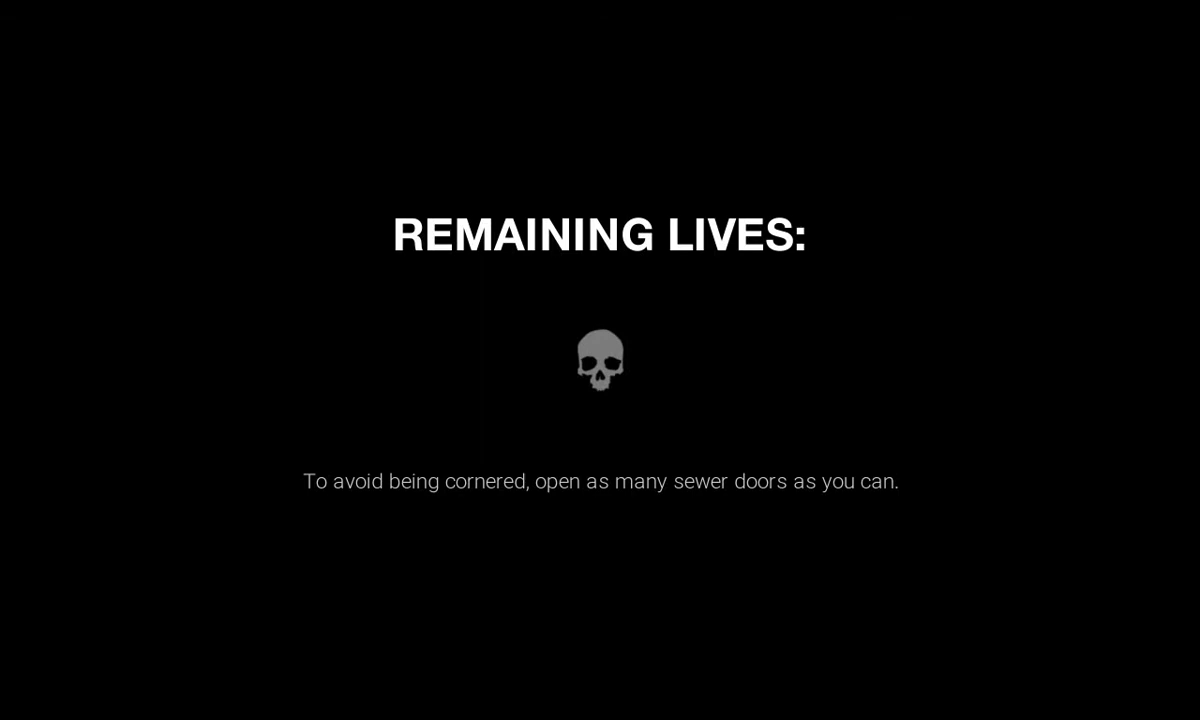 REMAINING LIVES:
To avoid being cornered, open as many sewer doors as you can.